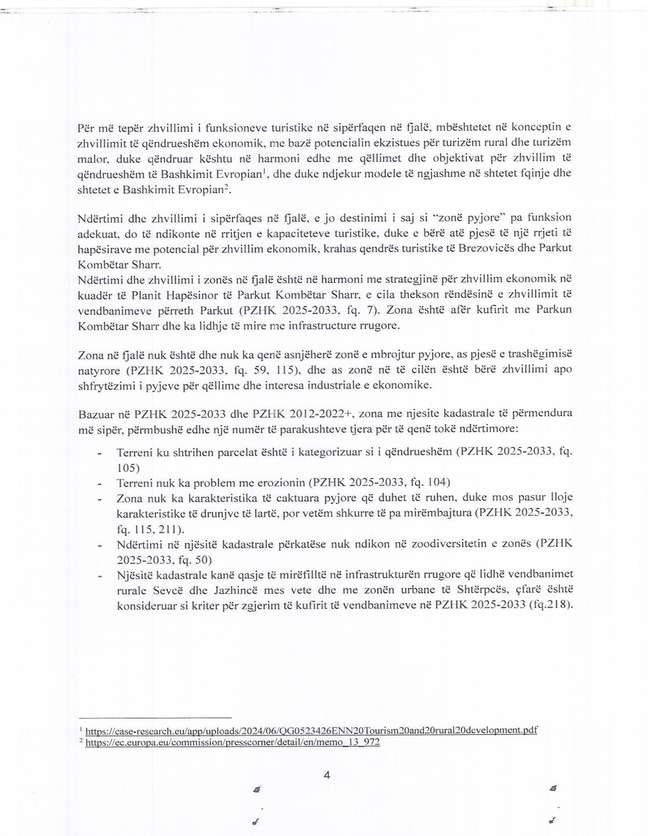 Për më tepër zhvillimi i funksioneve turistike në sipërfaqen në fjalë, mbështetet në konceptin e
zhvillimit të qëndrueshëm ekonomik, me bazë potencialin ekzistues për turizëm rural dhe turizëm
malor, duke qëndruar kështu në harmoni edhe me qëllimet dhe objektivat për zhvillim të
qëndrueshëm të Bashkimit Evropian¹, dhe duke ndjekur modele të ngjashme në shtetet fqinje dhe
shtetet e Bashkimit Evropian².
Ndërtimi dhe zhvillimi i sipërfaqes në fjalë, e jo destinimi i saj si “zonë pyjore” pa funksion
adekuat, do të ndikonte në rritjen e kapaciteteve turistike, duke e bërë atë pjesë të një rrjeti të
hapësirave me potencial për zhvillim ekonomik, krahas qendrës turistike të Brezovicës dhe Parkut
Kombëtar Sharr.
Ndërtimi dhe zhvillimi i zonës në fjalë është në harmoni me strategjinë për zhvillim ekonomik në
kuadër të Planit Hapësinor të Parkut Kombëtar Sharr, e cila thekson rëndësinë e zhvillimit të
vendbanimeve përreth Parkut (PZHK 2025-2033, fq. 7). Zona është afër kufirit me Parkun
Kombëtar Sharr dhe ka lidhje të mire me infrastructure rrugore.
Zona në fjalë nuk është dhe nuk ka qenë asnjëherë zonë e mbrojtur pyjore, as pjesë e trashëgimisë
natyrore (PZHK 2025-2033, fq. 59, 115), dhe as zonë në të cilën është bërë zhvillimi apo
shfrytëzimi i pyjeve për qëllime dhe interesa industriale e ekonomike.
Bazuar në PZHK 2025-2033 dhe PZHK 2012-2022+, zona me njesite kadastrale të përmendura
më sipër, përmbushë edhe një numër të parakushteve tjera për të qenë tokë ndërtimore:
- Terreni ku shtrihen parcelat është i kategorizuar si i qëndrueshëm (PZHK 2025-2033, fq.
105)
- Terreni nuk ka problem me erozionin (PZHK 2025-2033, fq. 104)
- Zona nuk ka karakteristika të caktuara pyjore që duhet të ruhen, duke mos pasur lloje
karakteristike të drunjve të lartë, por vetëm shkurre të pa mirëmbajtura (PZHK 2025-2033,
fq. 115, 211).
- Ndërtimi në njësitë kadastrale përkatëse nuk ndikon në zoodiversitetin e zonës (PZHK
2025-2033, fq. 50)
- Njësitë kadastrale kanë qasje të mirëfilltë në infrastrukturën rrugore që lidhë vendbanimet
rurale Sevcë dhe Jazhincë mes vete dhe me zonën urbane të Shtërpcës, çfarë është
konsideruar si kriter për zgjerim të kufirit të vendbanimeve në PZHK 2025-2033 (fq.218).
¹ https://case-research.eu/app/uploads/2024/06/QG0523426ENN20Tourism20and20rural20development.pdf
² https://ec.europa.eu/commission/presscorner/detail/en/memo_13_972
4